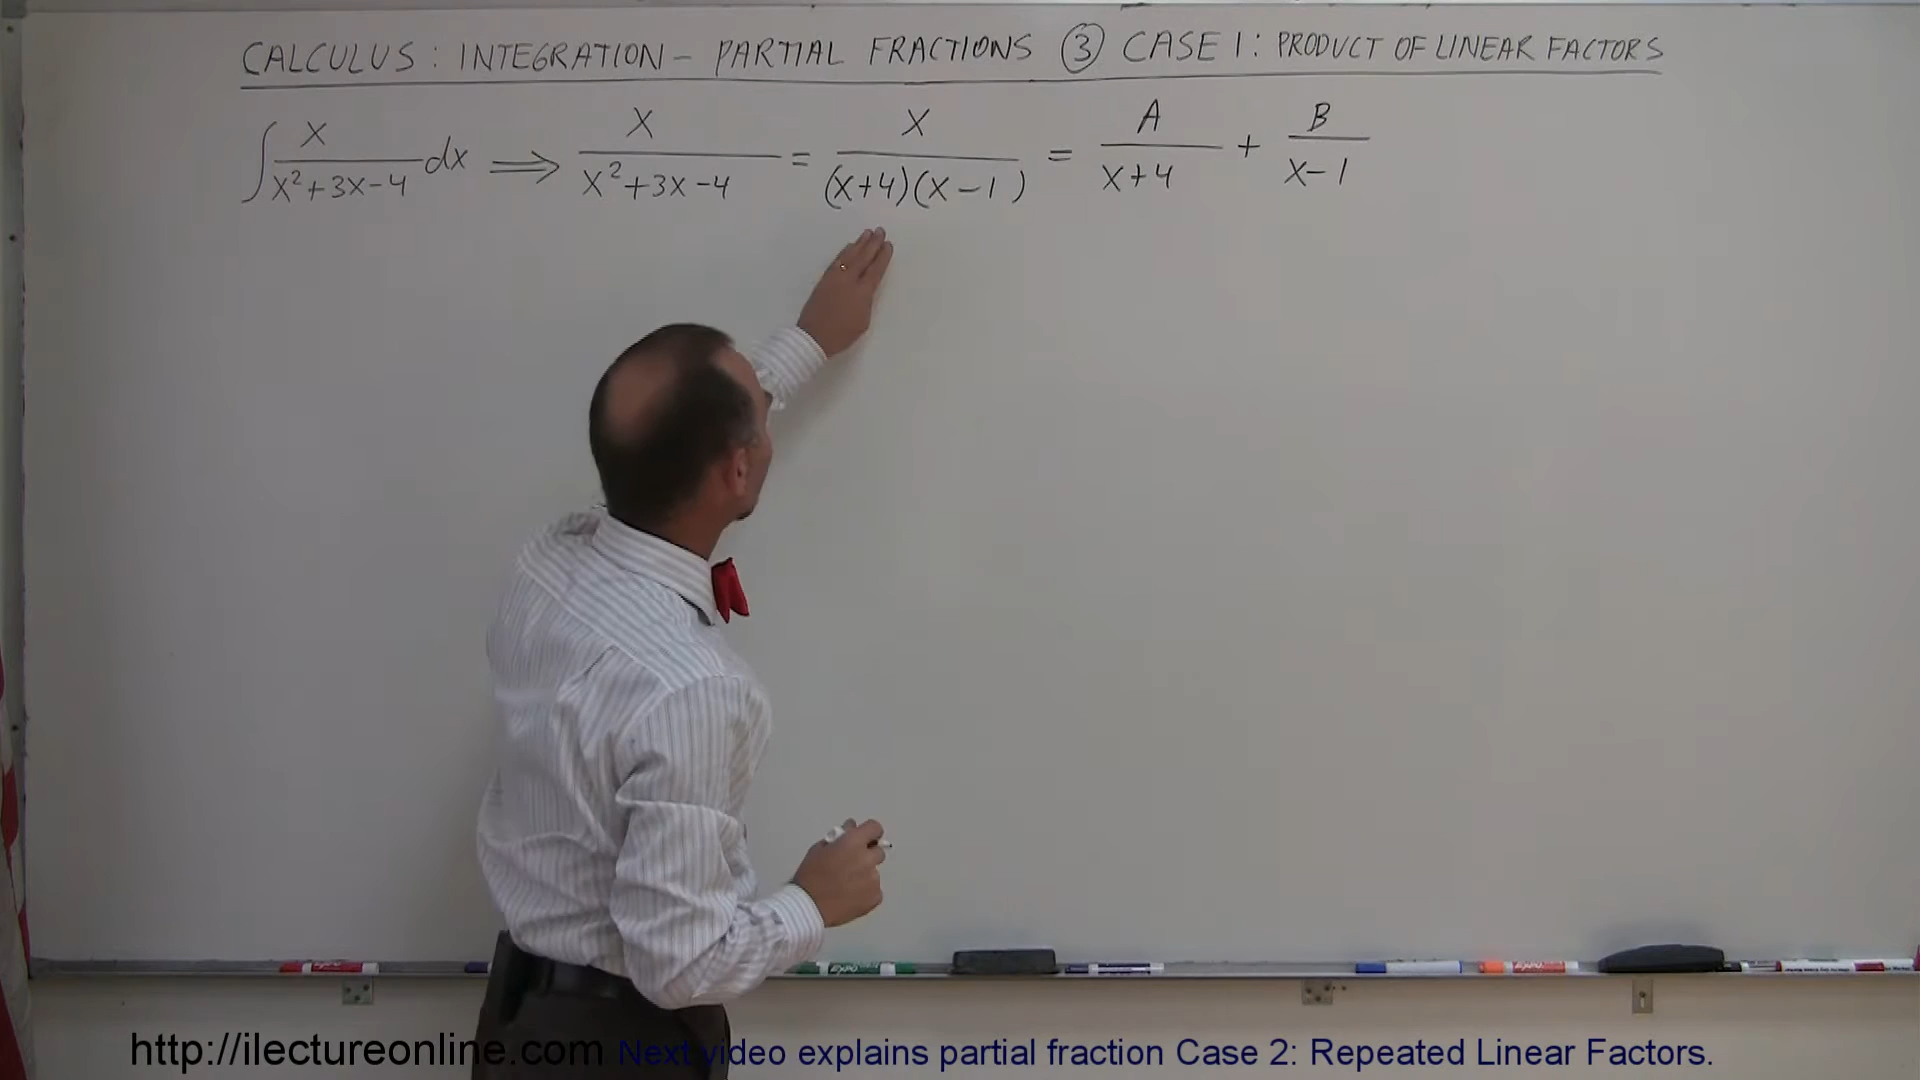 CALCULUS: INTEGRATION - PARTIAL FRACTIONS ③ CASE 1: PRODUCT OF LINEAR FACTORS
∫ x/(x²+3x-4) dx ⟹ x/(x²+3x-4) = x/((x+4)(x-1)) = A/(x+4) + B/(x-1)
http://ilectureonline.com Next video explains partial fraction Case 2: Repeated Linear Factors.